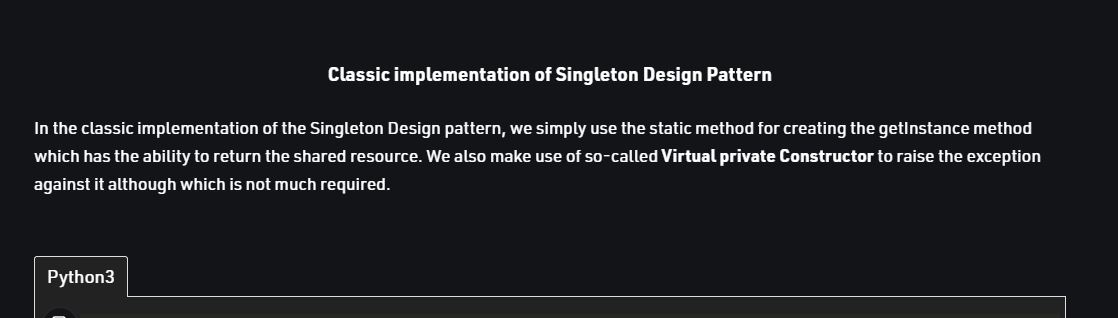 Classic implementation of Singleton Design Pattern
In the classic implementation of the Singleton Design pattern, we simply use the static method for creating the getInstance method
which has the ability to return the shared resource. We also make use of so-called Virtual private Constructor to raise the exception
against it although which is not much required.
Python3